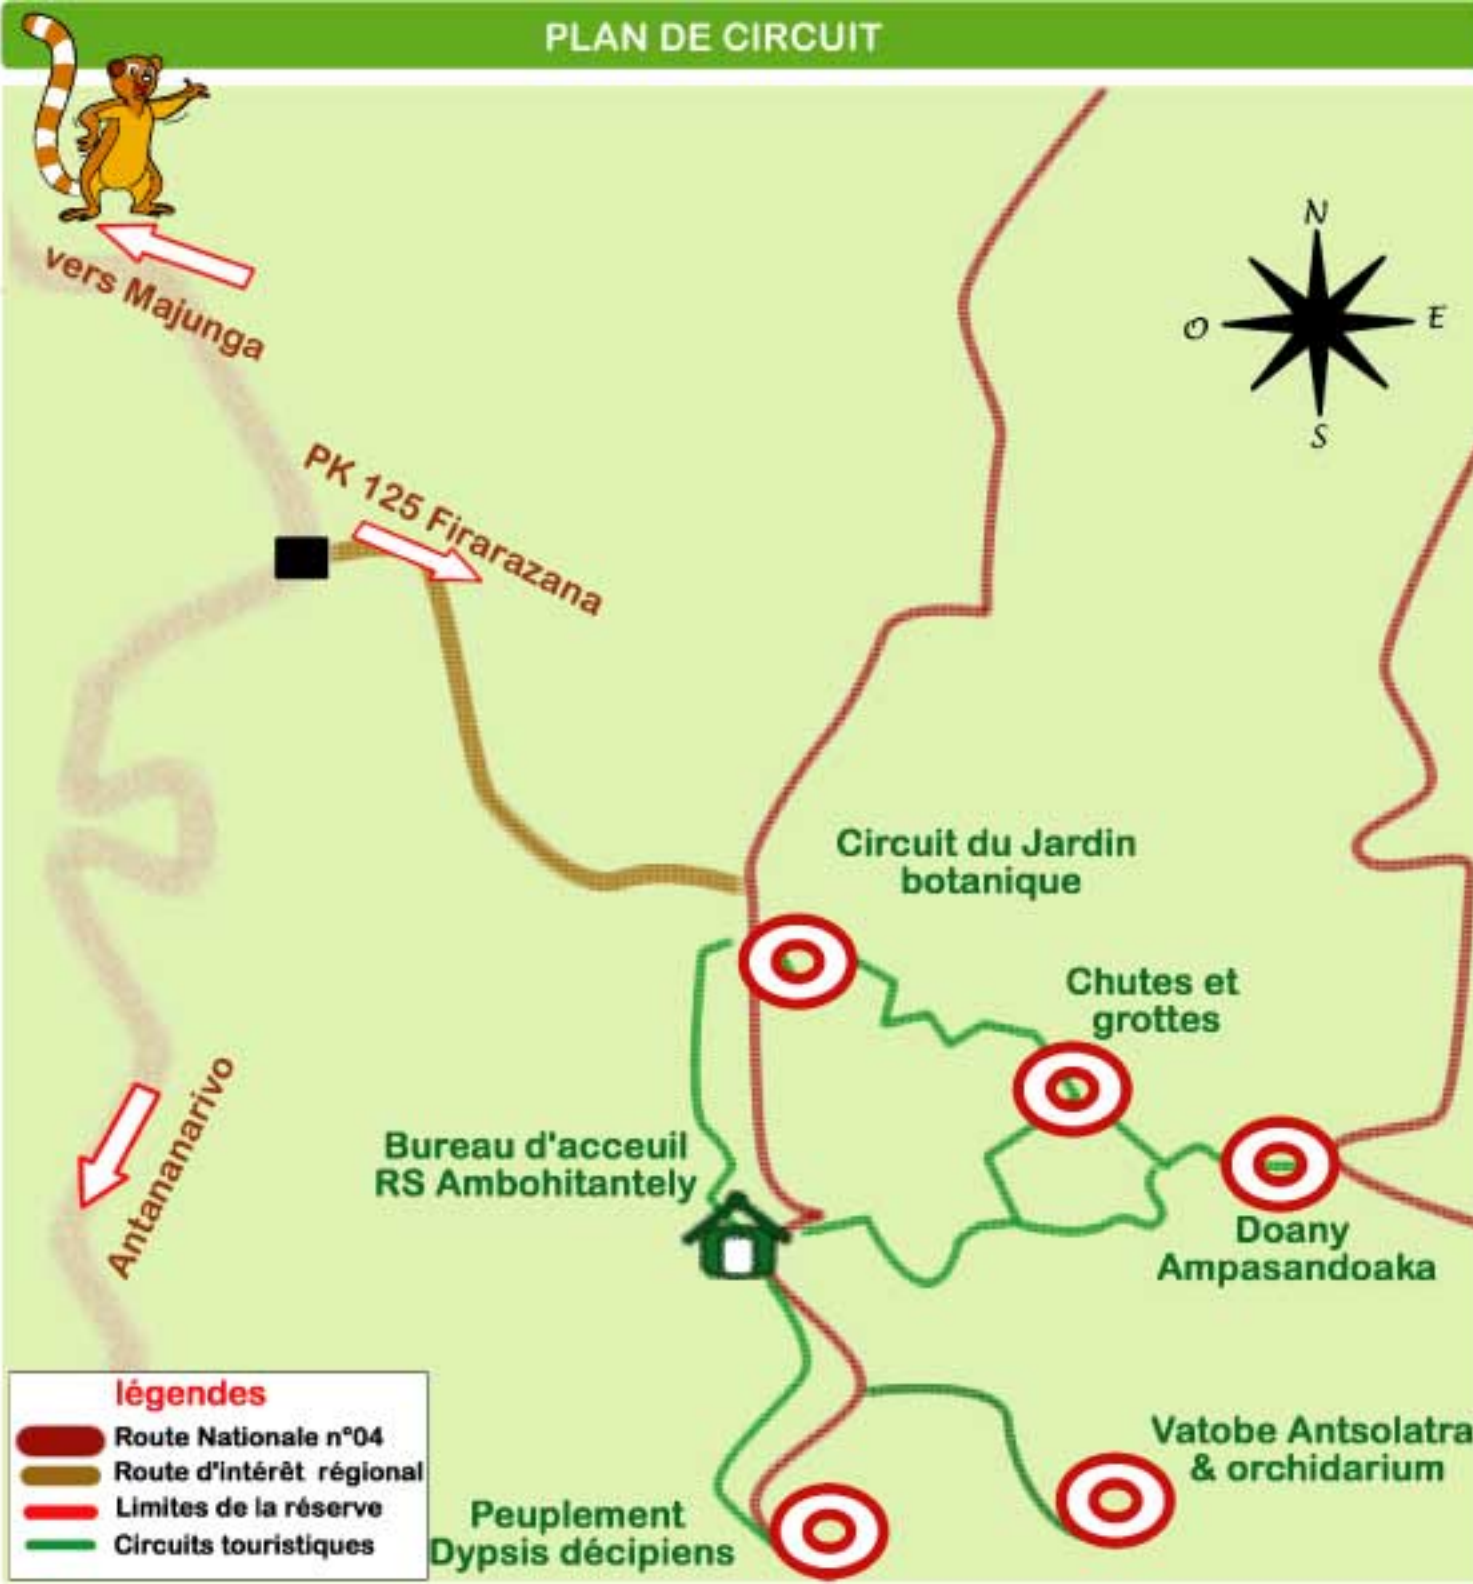 PLAN DE CIRCUIT
vers Majunga
N
O
E
S
PK 125 Firarazana
Circuit du Jardin
botanique
Chutes et
grottes
Bureau d'acceuil
RS Ambohitantely
Antananarivo
Doany
Ampasandoaka
légendes
Route Nationale n°04
Route d'intérêt régional
Limites de la réserve
Circuits touristiques
Vatobe Antsolatra
& orchidarium
Peuplement
Dypsis décipiens